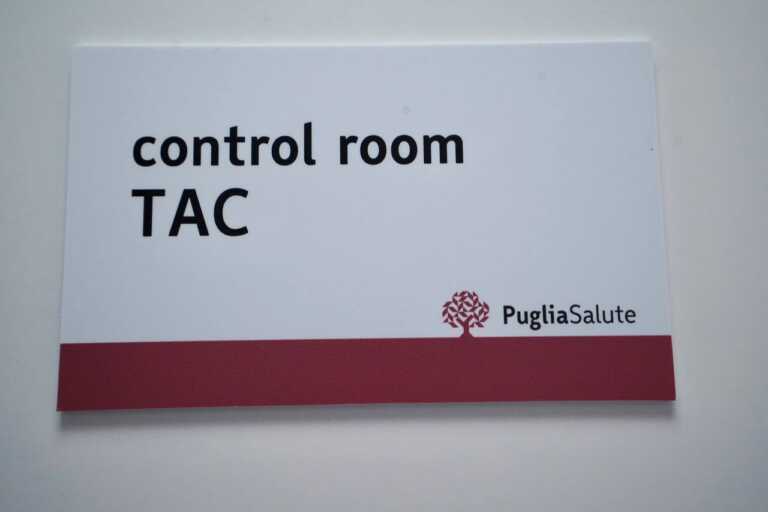 control room
TAC
PugliaSalute